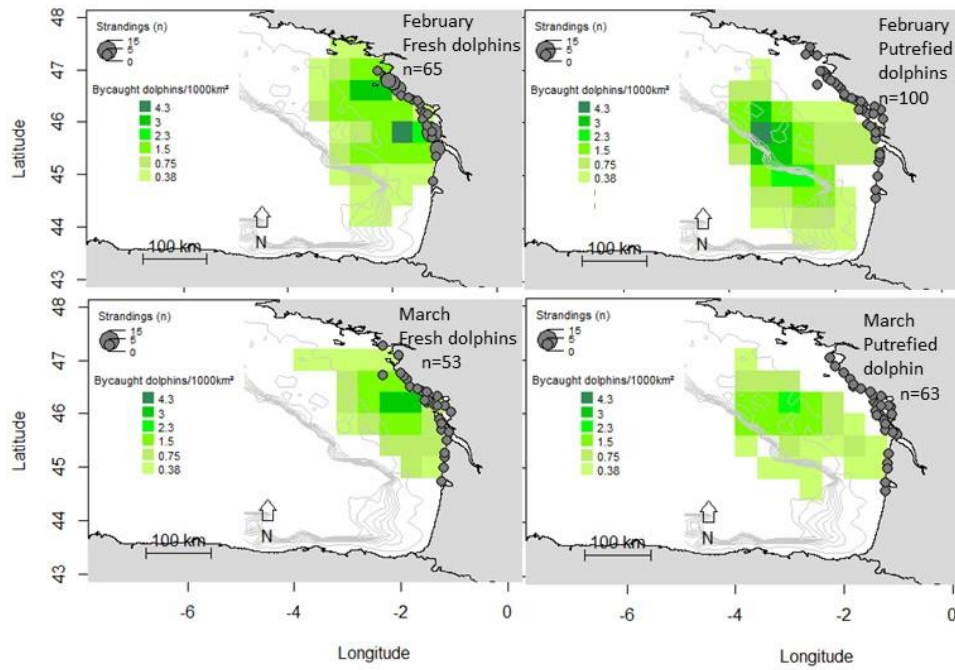 February
Fresh dolphins
n=65
Strandings (n)
15
5
0
Bycaught dolphins/1000km²
4.3
3
2.3
1.5
0.75
0.38
N
100 km
Latitude
48
47
46
45
44
43
February
Putrefied
dolphins
n=100
Strandings (n)
15
5
0
Bycaught dolphins/1000km²
4.3
3
2.3
1.5
0.75
0.38
N
100 km
March
Fresh dolphins
n=53
Strandings (n)
15
5
0
Bycaught dolphins/1000km²
4.3
3
2.3
1.5
0.75
0.38
N
100 km
Latitude
48
47
46
45
44
43
March
Putrefied
dolphin
n=63
Strandings (n)
15
5
0
Bycaught dolphins/1000km²
4.3
3
2.3
1.5
0.75
0.38
N
100 km
-6 -4 -2 0
-4 -2 0
Longitude Longitude